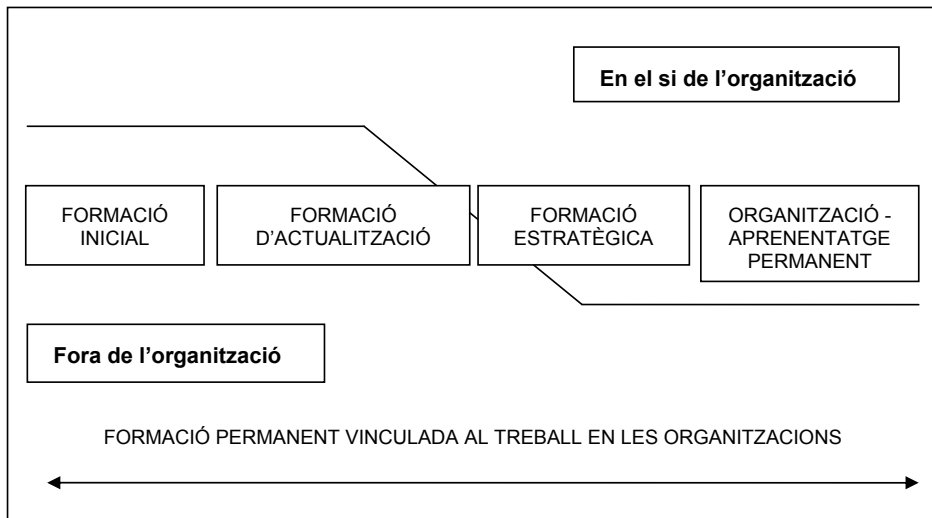 En el si de l’organització
FORMACIÓ
INICIAL
FORMACIÓ
D’ACTUALITZACIÓ
FORMACIÓ
ESTRATÈGICA
ORGANITZACIÓ -
APRENENTATGE
PERMANENT
Fora de l’organització
FORMACIÓ PERMANENT VINCULADA AL TREBALL EN LES ORGANITZACIONS